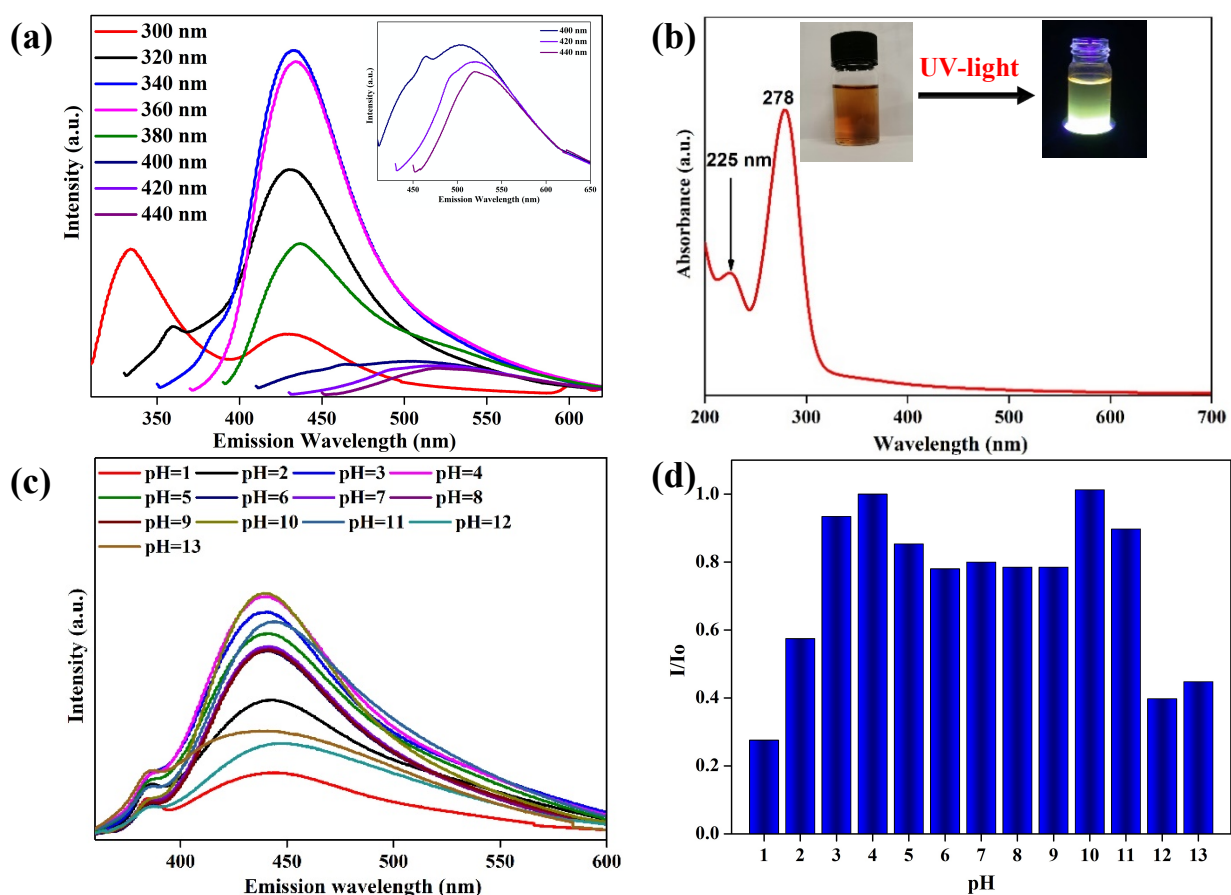 (a)
300 nm
320 nm
340 nm
360 nm
380 nm
400 nm
420 nm
440 nm
Intensity (a.u.)
350 400 450 500 550 600
Emission Wavelength (nm)
400 nm
420 nm
440 nm
Intensity (a.u.)
450 500 550 600 650
Emission Wavelength (nm)
(b)
UV-light
278
225 nm
Absorbance (a.u.)
200 300 400 500 600 700
Wavelength (nm)
(c)
pH=1 pH=2 pH=3 pH=4
pH=5 pH=6 pH=7 pH=8
pH=9 pH=10 pH=11 pH=12
pH=13
Intensity (a.u.)
400 450 500 550 600
Emission wavelength (nm)
(d)
1.0
0.8
0.6
0.4
0.2
0.0
I/Io
1 2 3 4 5 6 7 8 9 10 11 12 13
pH